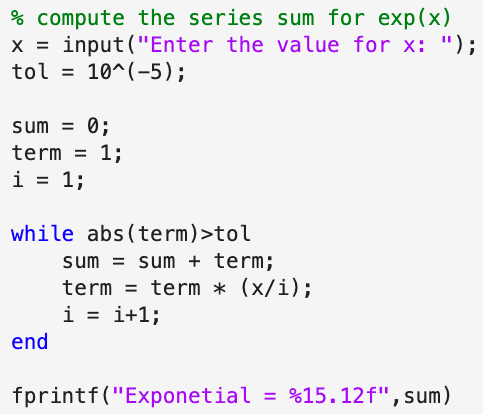 % compute the series sum for exp(x)
x = input("Enter the value for x: ");
tol = 10^(-5);
sum = 0;
term = 1;
i = 1;
while abs(term)>tol
sum = sum + term;
term = term * (x/i);
i = i+1;
end
fprintf("Exponetial = %15.12f",sum)